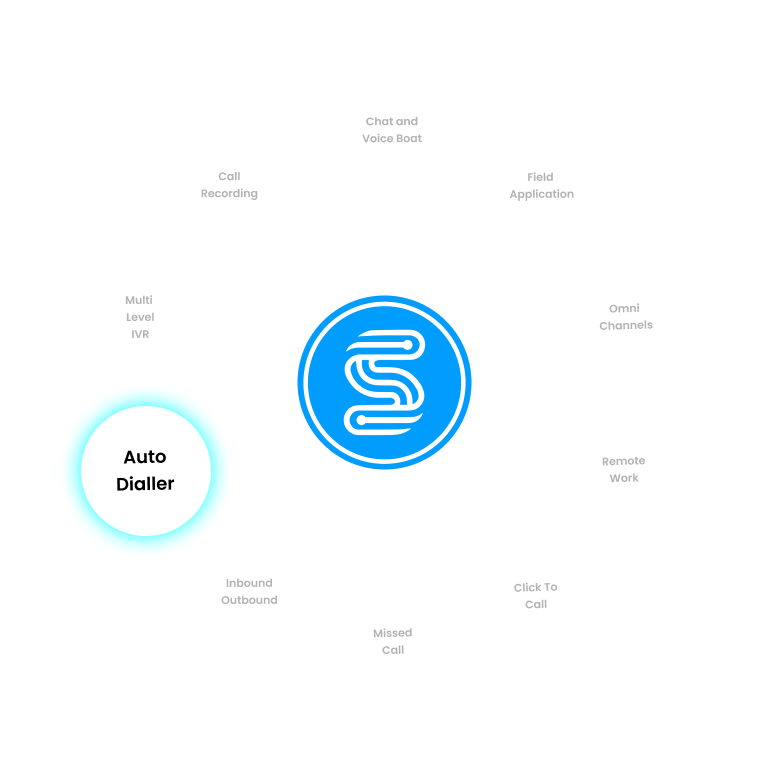 Chat and
Voice Boat
Call
Recording
Field
Application
Multi
Level
IVR
Omni
Channels
Auto
Dialler
Remote
Work
Inbound
Outbound
Click To
Call
Missed
Call